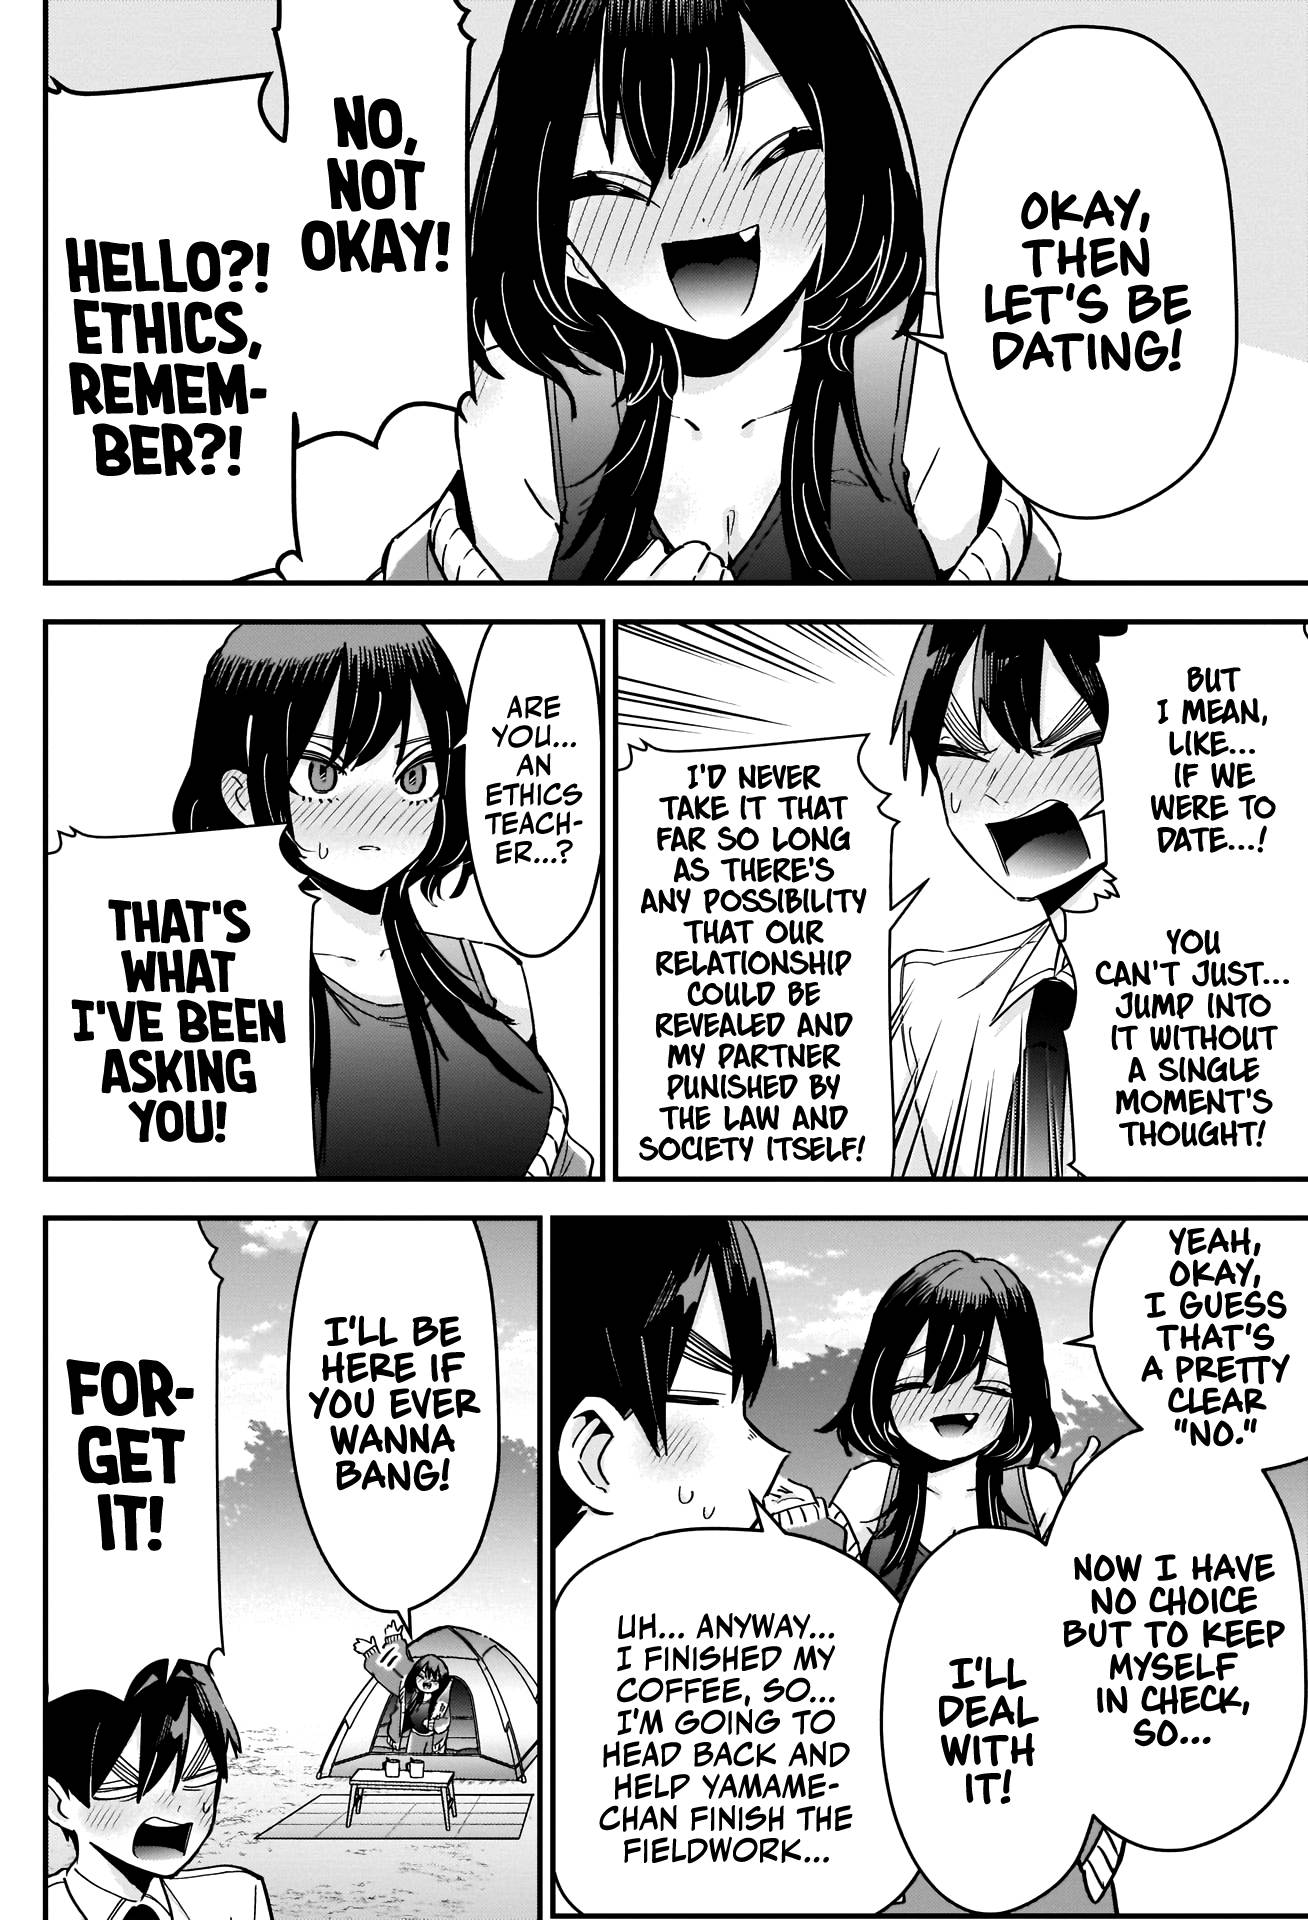 OKAY,
THEN
LET'S BE
DATING!
NO,
NOT
OKAY!
HELLO?!
ETHICS,
REMEM-
BER?!
BUT
I MEAN,
LIKE...
IF WE
WERE TO
DATE...!
YOU
CAN'T JUST...
JUMP INTO
IT WITHOUT
A SINGLE
MOMENT'S
THOUGHT!
I'D NEVER
TAKE IT THAT
FAR SO LONG
AS THERE'S
ANY POSSIBILITY
THAT OUR
RELATIONSHIP
COULD BE
REVEALED AND
MY PARTNER
PUNISHED BY
THE LAW AND
SOCIETY ITSELF!
ARE
YOU...
AN
ETHICS
TEACH-
ER...?
THAT'S
WHAT
I'VE BEEN
ASKING
YOU!
YEAH,
OKAY,
I GUESS
THAT'S
A PRETTY
CLEAR
"NO."
NOW I HAVE
NO CHOICE
BUT TO KEEP
MYSELF
IN CHECK,
SO...
I'LL
DEAL
WITH
IT!
UH... ANYWAY...
I FINISHED MY
COFFEE, SO...
I'M GOING TO
HEAD BACK AND
HELP YAMAME-
CHAN FINISH THE
FIELDWORK...
I'LL BE
HERE IF
YOU EVER
WANNA
BANG!
FOR-
GET
IT!